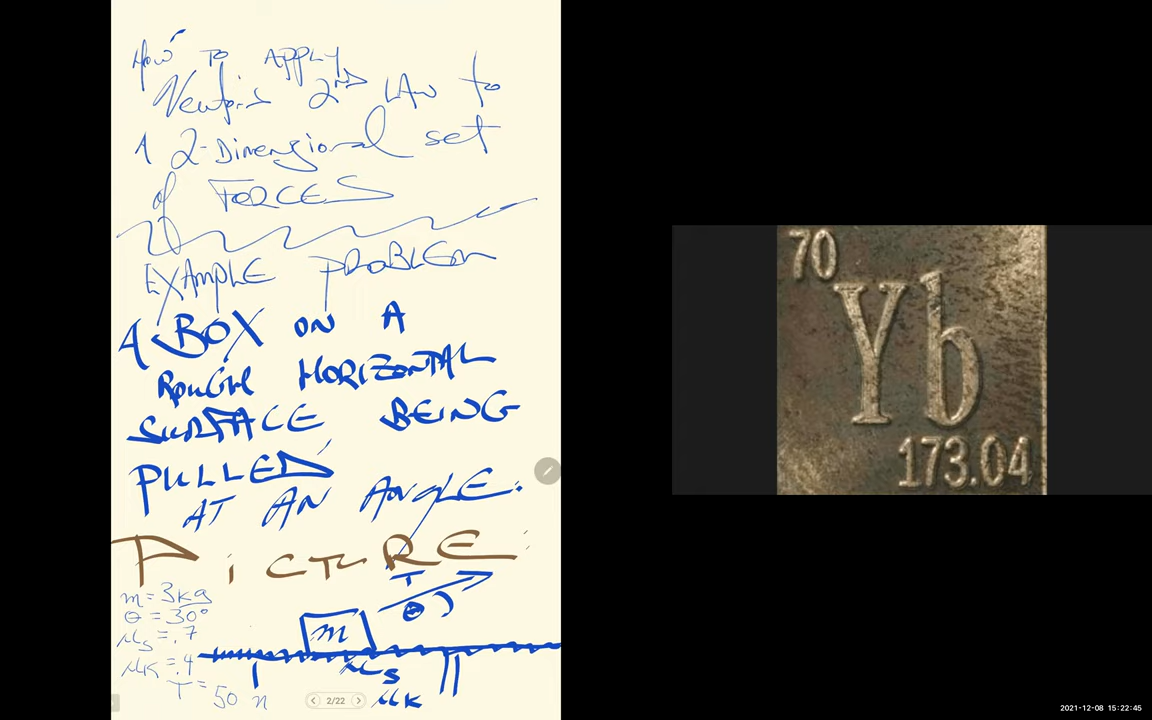 How TO APPLY
Newton's 2ND LAW to
A 2-Dimensional set
of FORCES
EXAMPLE PROBLEM
A BOX ON A
ROUGH HORIZONTAL
SURFACE BEING
PULLED
AT AN ANGLE.
PICTURE:
m = 3kg
θ = 30°
μs = .7
μK = .4
T = 50 n
T
θ
m
μs
μK
2/22
70
Yb
173.04
2021-12-08 15:22:45